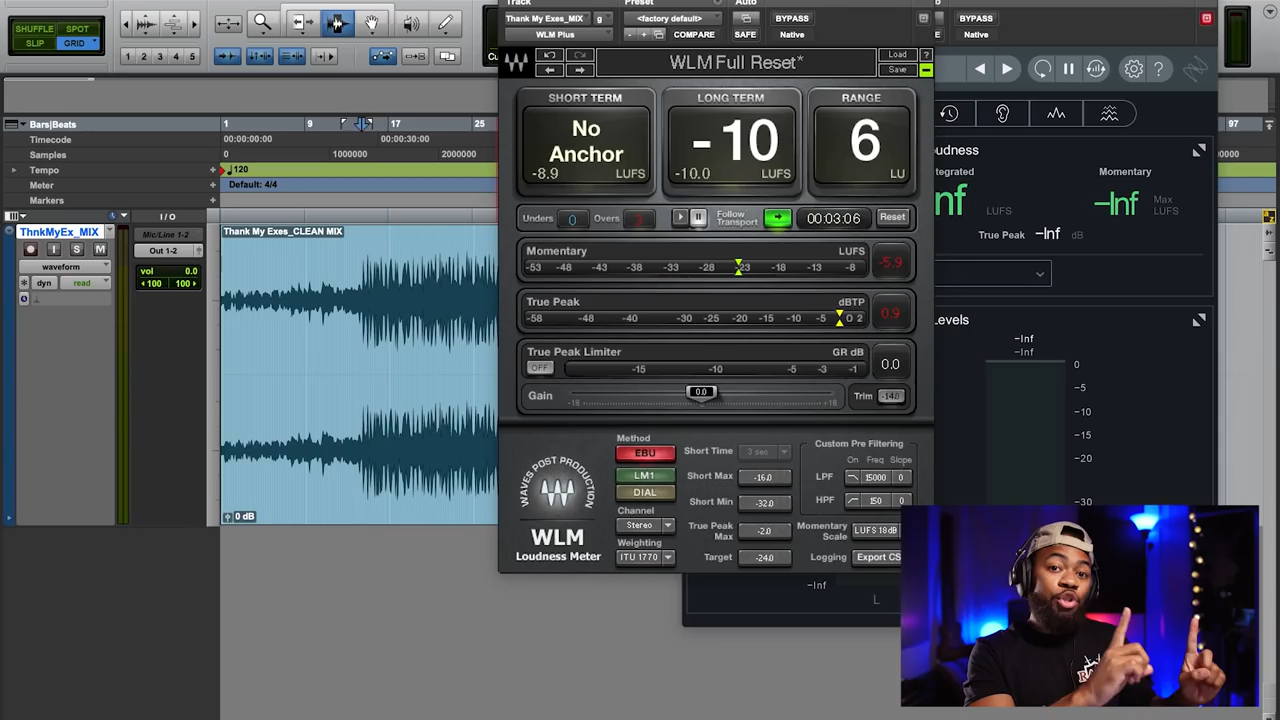 SHUFFLE SPOT
SLIP GRID
1 2 3 4 5
Track Preset Auto
Thank My Exes_MIX g <factory default> BYPASS BYPASS
WLM Plus - + COMPARE SAFE Native Native
WLM Full Reset* Load ?
Save
Bars|Beats 1 9 17 25 97
Timecode 00:00:00:00 00:00:30:00
Samples 0 1000000 2000000
Tempo 120
Meter Default: 4/4
Markers
I / O
ThnkMyEx_MIX Mic/Line 1-2
I S M Out 1-2
waveform vol 0.0
dyn read 100 100
Thank My Exes_CLEAN MIX
0 dB
SHORT TERM LONG TERM RANGE
No Anchor -10 6
-8.9 LUFS -10.0 LUFS LU
Unders 0 Overs 3 Follow Transport 00:03:06 Reset
Momentary LUFS
-53 -48 -43 -38 -33 -28 -23 -18 -13 -8 -5.9
True Peak dBTP
-58 -48 -40 -30 -25 -20 -15 -10 -5 0 2 0.9
True Peak Limiter GR dB
OFF -15 -10 -5 -3 -1 0.0
Gain -18 0.0 +18 Trim -14.0
WAVES POST PRODUCTION
WLM
Loudness Meter
Method
EBU
LM1
DIAL
Channel
Stereo
Weighting
ITU 1770
Short Time 3 sec
Short Max -16.0
Short Min -32.0
True Peak Max -2.0
Target -24.0
Custom Pre Filtering
On Freq Slope
LPF 15000 0
HPF 150 0
Momentary Scale LUFS 18dB
Logging Export CS
oudness
tegrated Momentary
nf LUFS -Inf Max LUFS
True Peak -Inf dB
evels
-Inf
-Inf
0
-5
-10
-15
-30
-Inf
L